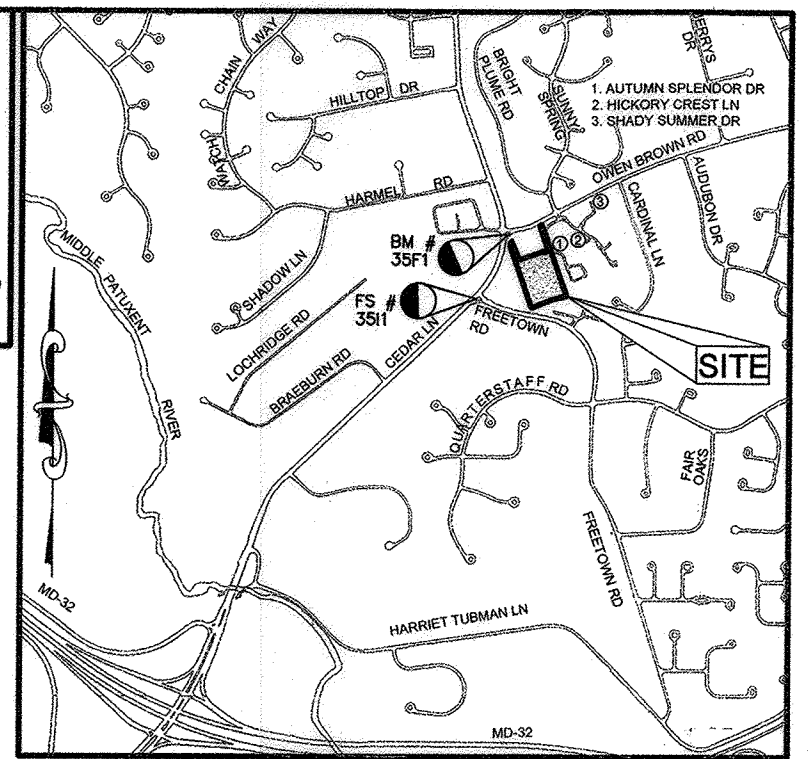 CHAIN WAY
WATCH
HILLTOP DR
BRIGHT
PLUME RD
SUNNY
SPRING
DR
1. AUTUMN SPLENDOR DR
2. HICKORY CREST LN
3. SHADY SUMMER DR
OWEN BROWN RD
HARMEL RD
CARDINAL LN
AUDUBON DR
3
1
2
BM #
35F1
MIDDLE PATUXENT
RIVER
SHADOW LN
FS #
35I1
FREETOWN
RD
LOCHRIDGE RD
CEDAR LN
BRAEBURN RD
SITE
QUARTERSTAFF RD
FAIR
OAKS
FREETOWN RD
MD-32
HARRIET TUBMAN LN
MD-32